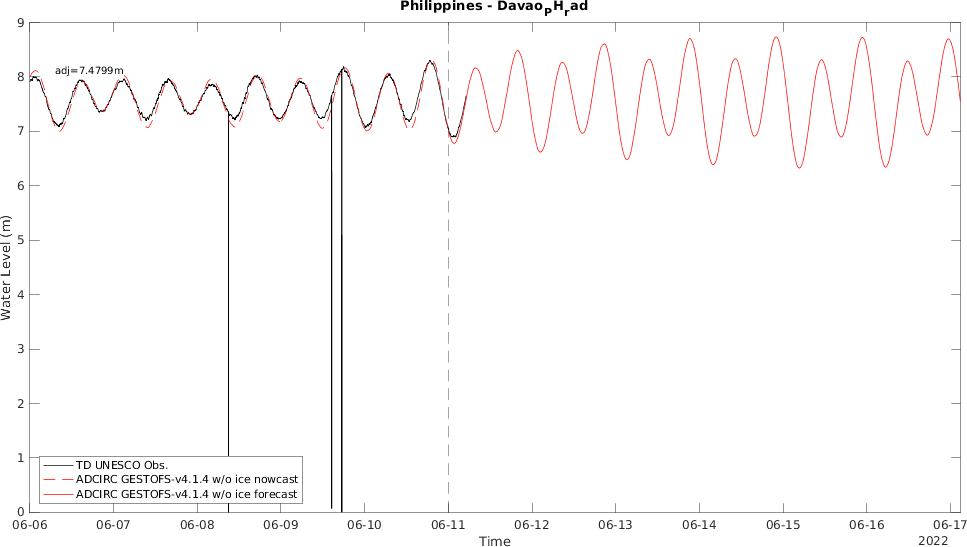 Philippines - DavaoPHrad
9
8
7
6
5
4
3
2
1
0
Water Level (m)
adj=7.4799m
TD UNESCO Obs.
ADCIRC GESTOFS-v4.1.4 w/o ice nowcast
ADCIRC GESTOFS-v4.1.4 w/o ice forecast
06-06 06-07 06-08 06-09 06-10 06-11 06-12 06-13 06-14 06-15 06-16 06-17
Time
2022